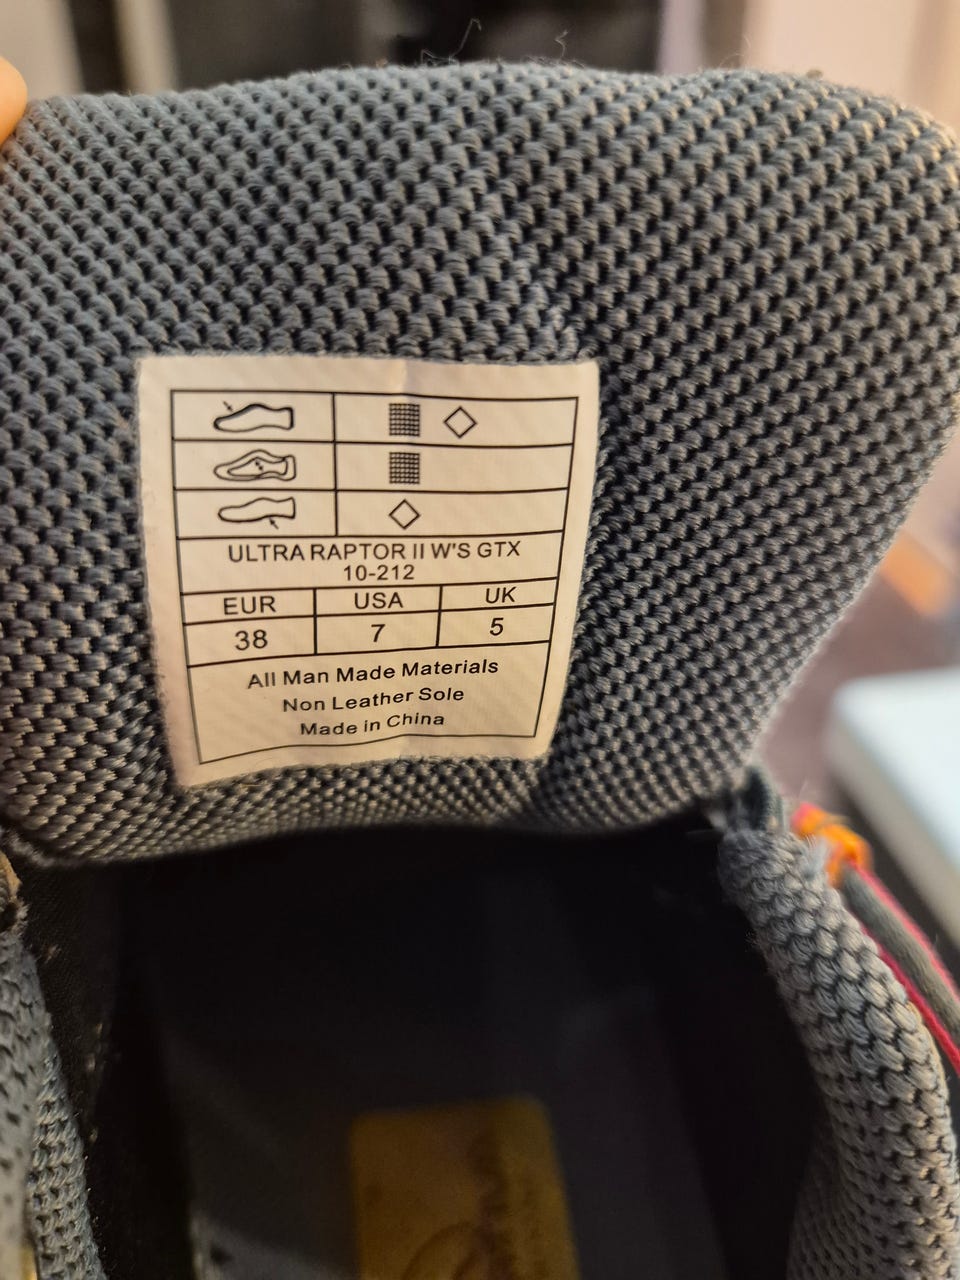 ULTRA RAPTOR II W'S GTX
10-212
EUR USA UK
38 7 5
All Man Made Materials
Non Leather Sole
Made in China